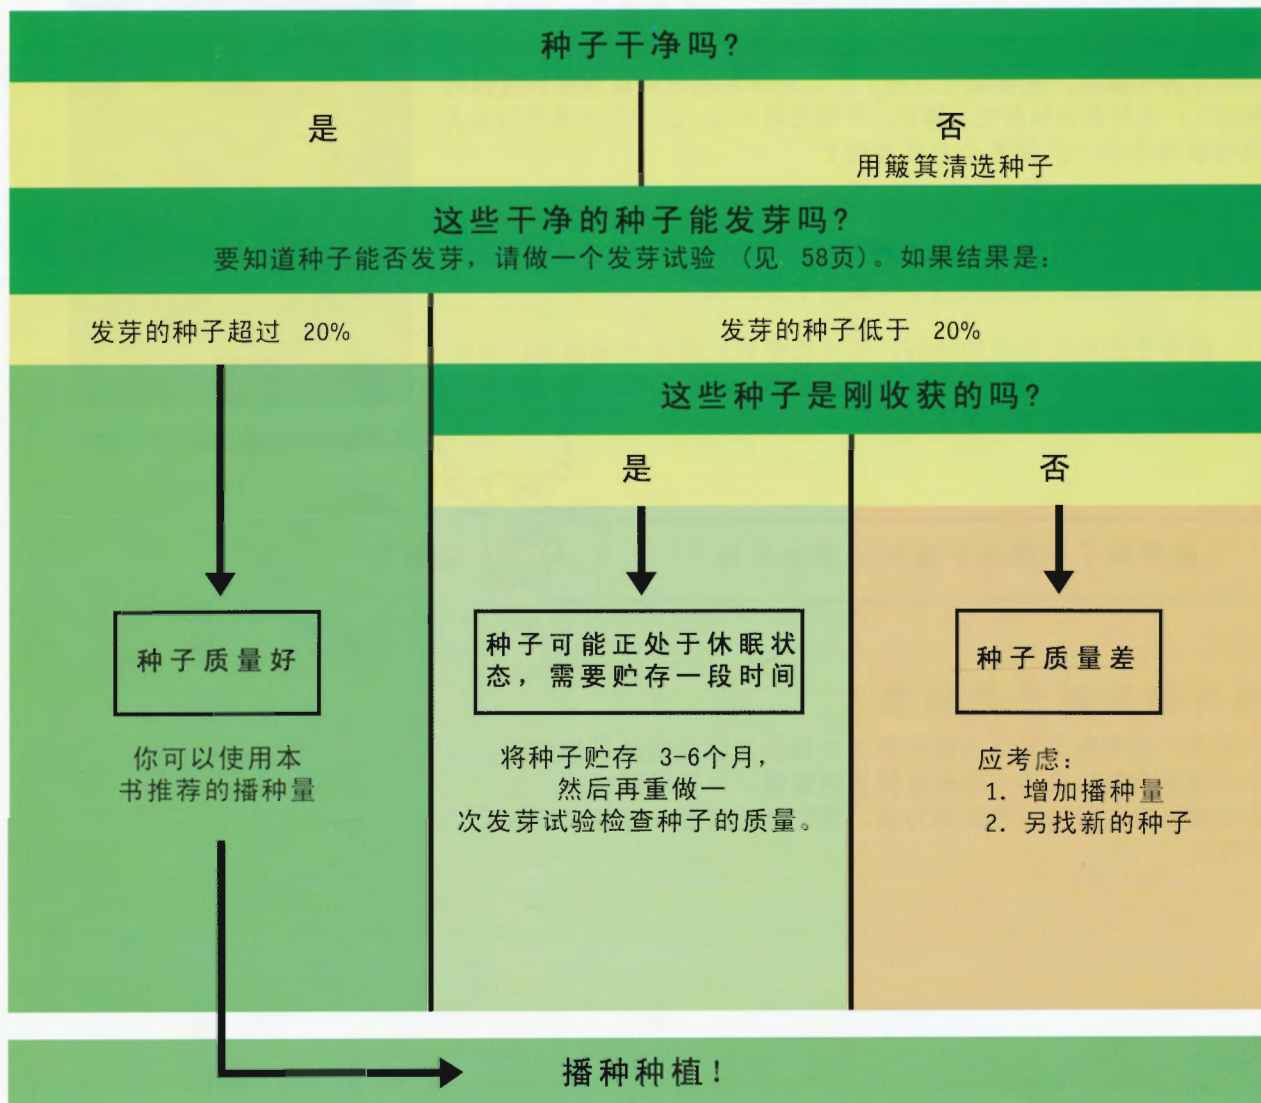 种子干净吗?
是
否
用簸箕清选种子
这些干净的种子能发芽吗?
要知道种子能否发芽，请做一个发芽试验 (见 58页)。如果结果是:
发芽的种子超过 20%
发芽的种子低于 20%
这些种子是刚收获的吗?
是
否
种子质量好
种子可能正处于休眠状
态，需要贮存一段时间
种子质量差
你可以使用本
书推荐的播种量
将种子贮存 3-6个月，
然后再重做一
次发芽试验检查种子的质量。
应考虑:
1. 增加播种量
2. 另找新的种子
播种种植!